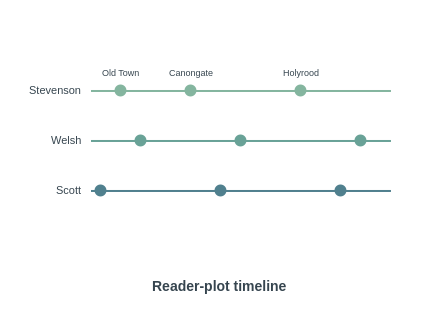 Old Town Canongate Holyrood
Stevenson
Welsh
Scott
Reader-plot timeline